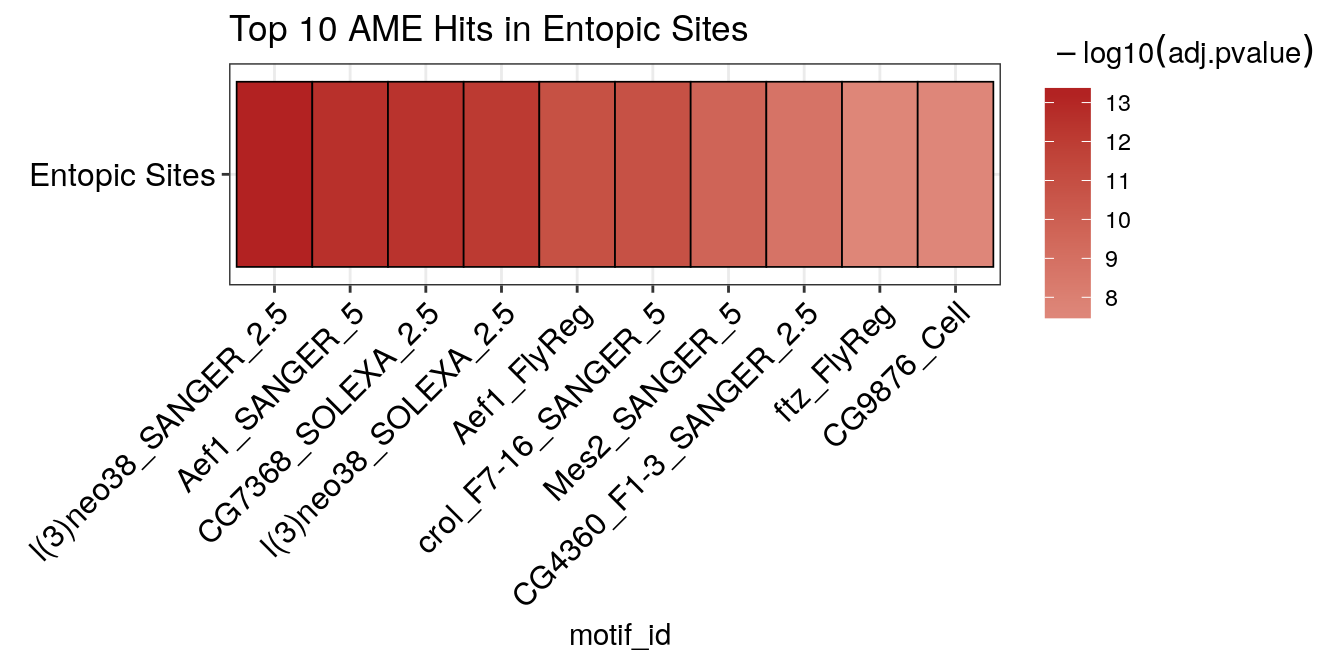 Top 10 AME Hits in Entopic Sites
Entopic Sites
l(3)neo38_SANGER_2.5
Aef1_SANGER_5
CG7368_SOLEXA_2.5
l(3)neo38_SOLEXA_2.5
Aef1_FlyReg
crol_F7-16_SANGER_5
Mes2_SANGER_5
CG4360_F1-3_SANGER_2.5
ftz_FlyReg
CG9876_Cell
motif_id
− log10(adj.pvalue)
13
12
11
10
9
8